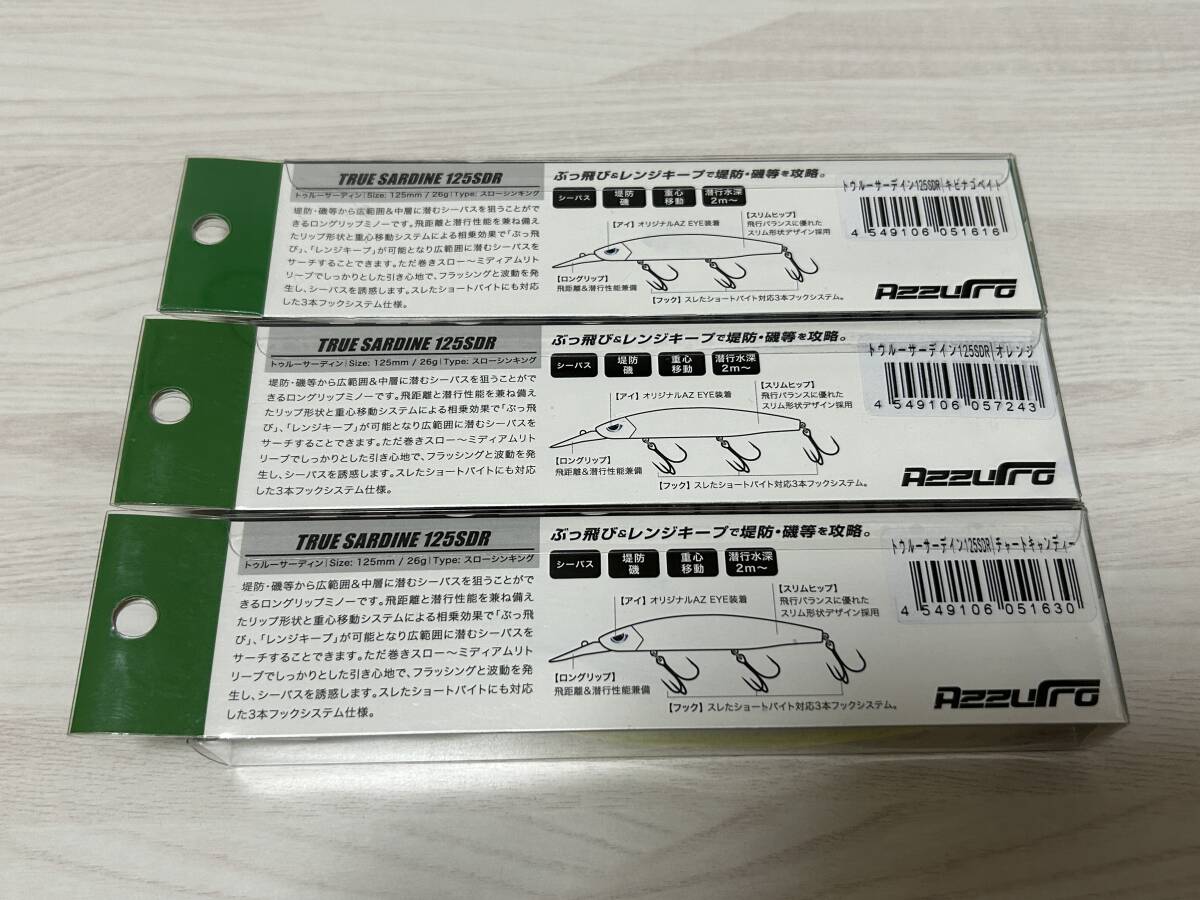 TRUE SARDINE 125SDR
トゥルーサーディン|Size: 125mm / 26g|Type: スローシンキング
堤防・磯等から広範囲&中層に潜むシーバスを狙うことがで
きるロングリップミノーです。飛距離と潜行性能を兼ね備え
たリップ形状と重心移動システムによる相乗効果で「ぶっ飛
び」、「レンジキープ」が可能となり広範囲に潜むシーバスを
サーチすることできます。ただ巻きスロー〜ミディアムリト
リーブでしっかりとした引き心地で、フラッシングと波動を発
生し、シーバスを誘惑します。スレたショートバイトにも対応
した3本フックシステム仕様。
ぶっ飛び&レンジキープで堤防・磯等を攻略。
シーバス
堤防
磯
重心
移動
潜行水深
2m〜
【アイ】オリジナルAZ EYE装着
【スリムヒップ】
飛行バランスに優れた
スリム形状デザイン採用
【ロングリップ】
飛距離&潜行性能兼備
【フック】スレたショートバイト対応3本フックシステム。
トゥルーサーデイン125SDR|キビナゴベイト
4 549106 051616
Azzurro
TRUE SARDINE 125SDR
トゥルーサーディン|Size: 125mm / 26g|Type: スローシンキング
堤防・磯等から広範囲&中層に潜むシーバスを狙うことがで
きるロングリップミノーです。飛距離と潜行性能を兼ね備え
たリップ形状と重心移動システムによる相乗効果で「ぶっ飛
び」、「レンジキープ」が可能となり広範囲に潜むシーバスを
サーチすることできます。ただ巻きスロー〜ミディアムリト
リーブでしっかりとした引き心地で、フラッシングと波動を発
生し、シーバスを誘惑します。スレたショートバイトにも対応
した3本フックシステム仕様。
ぶっ飛び&レンジキープで堤防・磯等を攻略。
シーバス
堤防
磯
重心
移動
潜行水深
2m〜
【アイ】オリジナルAZ EYE装着
【スリムヒップ】
飛行バランスに優れた
スリム形状デザイン採用
【ロングリップ】
飛距離&潜行性能兼備
【フック】スレたショートバイト対応3本フックシステム。
トゥルーサーデイン125SDR|オレンジ
4 549106 057243
Azzurro
TRUE SARDINE 125SDR
トゥルーサーディン|Size: 125mm / 26g|Type: スローシンキング
堤防・磯等から広範囲&中層に潜むシーバスを狙うことがで
きるロングリップミノーです。飛距離と潜行性能を兼ね備え
たリップ形状と重心移動システムによる相乗効果で「ぶっ飛
び」、「レンジキープ」が可能となり広範囲に潜むシーバスを
サーチすることできます。ただ巻きスロー〜ミディアムリト
リーブでしっかりとした引き心地で、フラッシングと波動を発
生し、シーバスを誘惑します。スレたショートバイトにも対応
した3本フックシステム仕様。
ぶっ飛び&レンジキープで堤防・磯等を攻略。
シーバス
堤防
磯
重心
移動
潜行水深
2m〜
【アイ】オリジナルAZ EYE装着
【スリムヒップ】
飛行バランスに優れた
スリム形状デザイン採用
【ロングリップ】
飛距離&潜行性能兼備
【フック】スレたショートバイト対応3本フックシステム。
トゥルーサーデイン125SDR|チャートキャンディー
4 549106 051630
Azzurro